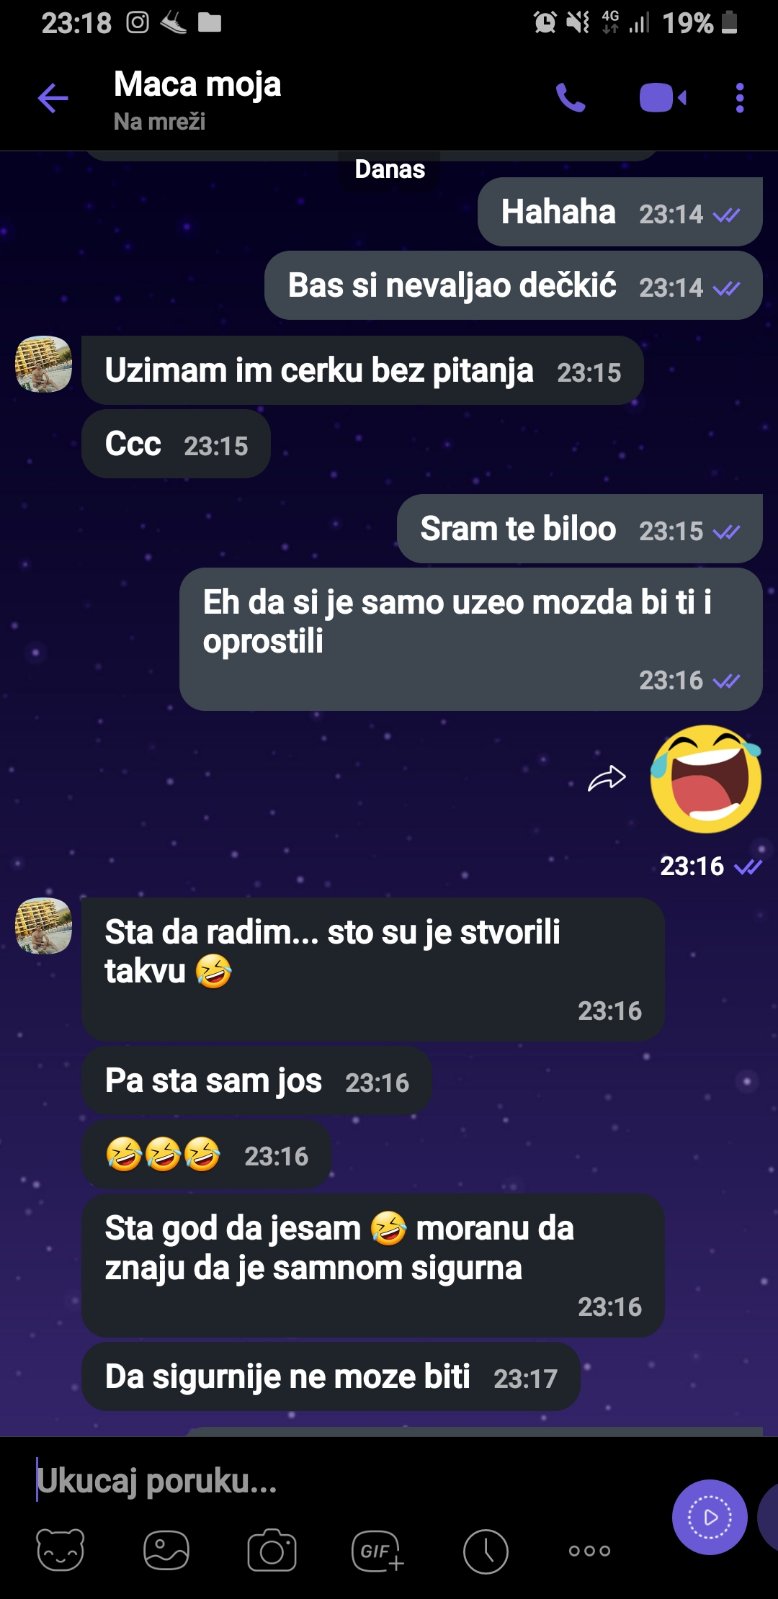 23:18
4G
19%
Maca moja
Na mreži
Danas
Hahaha 23:14
Bas si nevaljao dečkić 23:14
Uzimam im cerku bez pitanja 23:15
Ccc 23:15
Sram te biloo 23:15
Eh da si je samo uzeo mozda bi ti i
oprostili
23:16
23:16
Sta da radim... sto su je stvorili
takvu 🤣
23:16
Pa sta sam jos 23:16
🤣🤣🤣 23:16
Sta god da jesam 🤣 moranu da
znaju da je samnom sigurna
23:16
Da sigurnije ne moze biti 23:17
Ukucaj poruku...
GIF